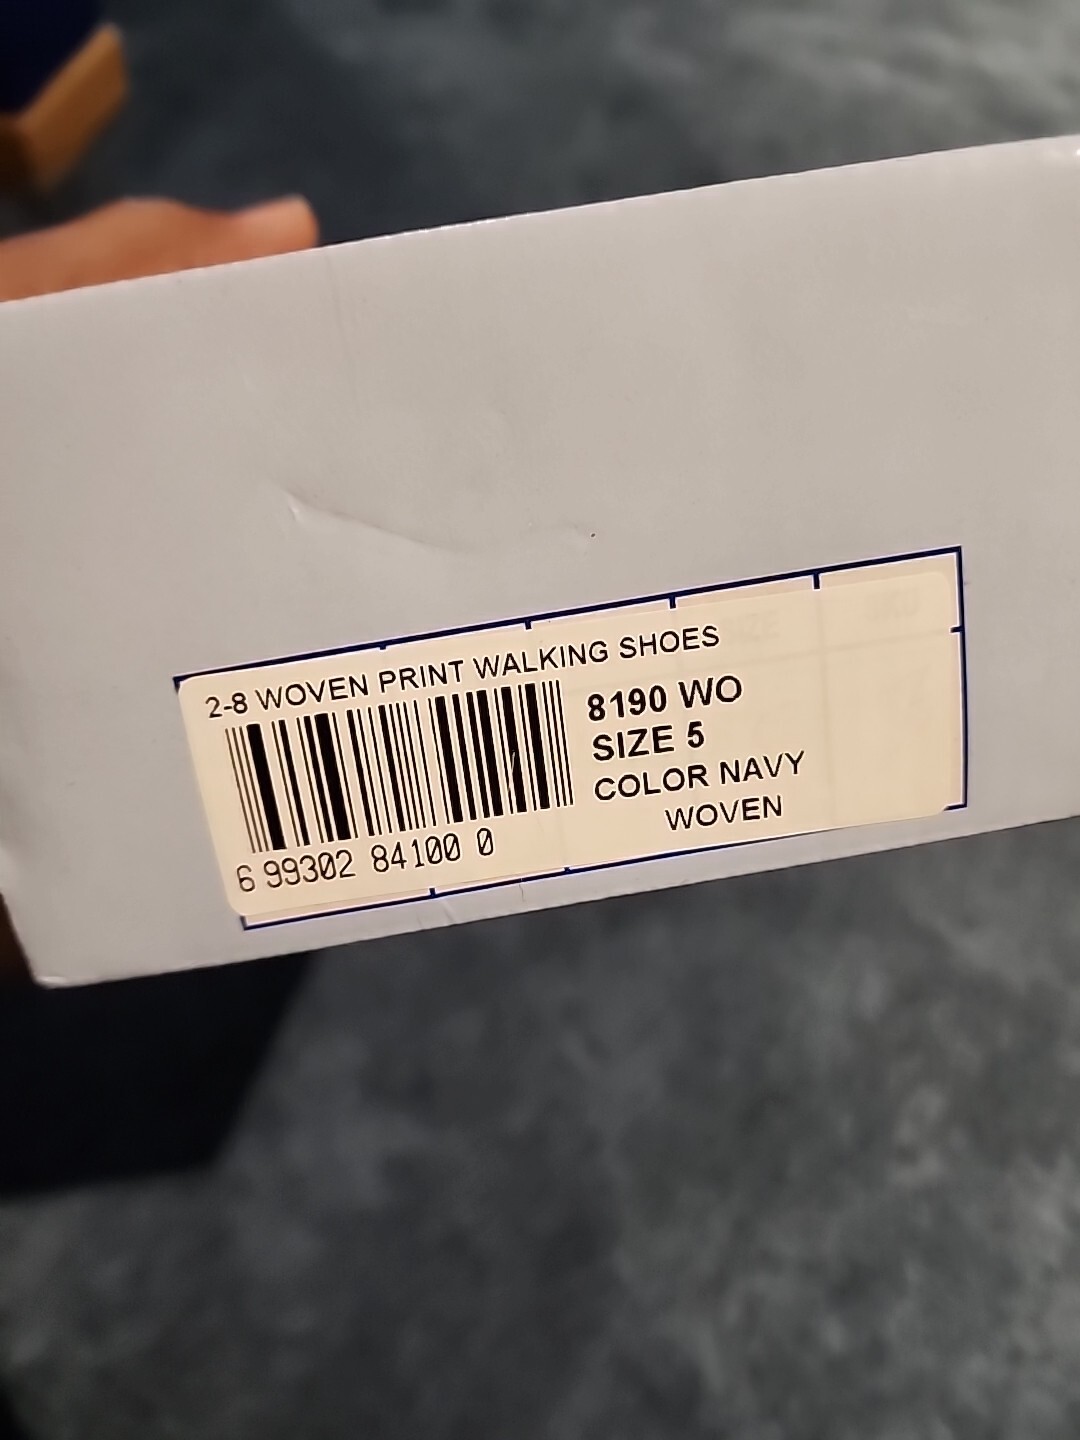 2-8 WOVEN PRINT WALKING SHOES
8190 WO
SIZE 5
COLOR NAVY
WOVEN
6 99302 84100 0